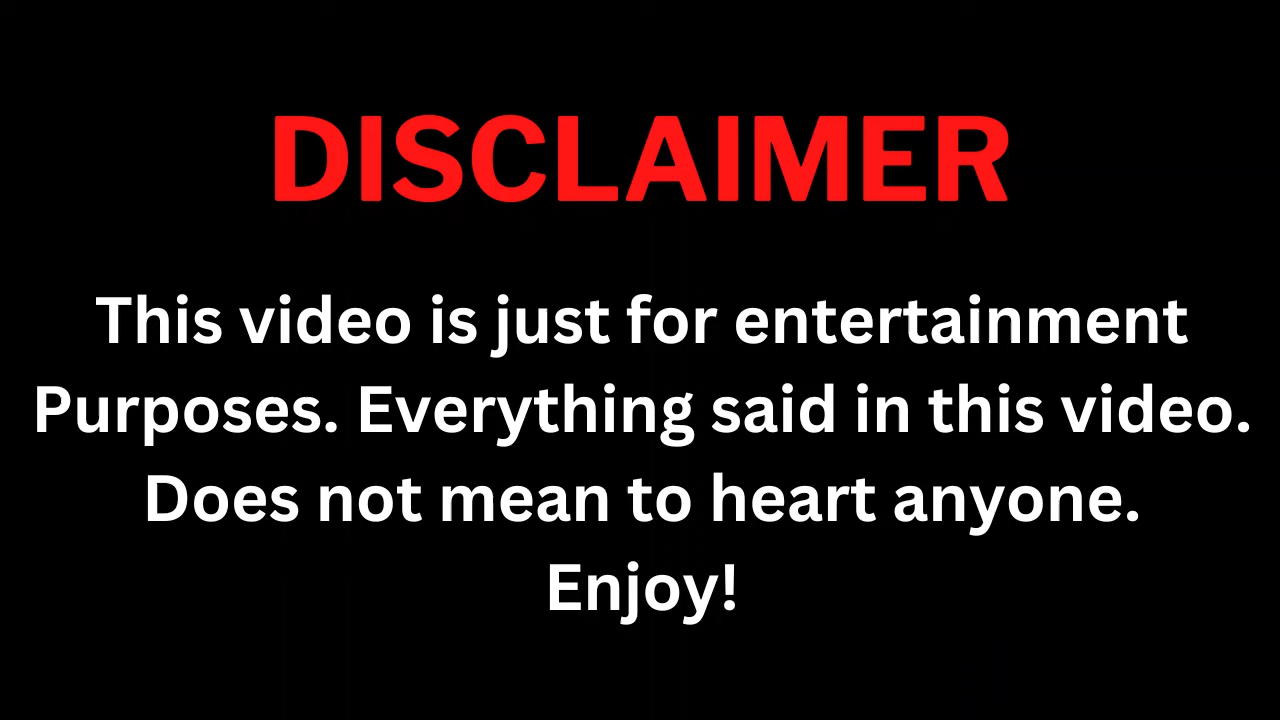 DISCLAIMER
This video is just for entertainment
Purposes. Everything said in this video.
Does not mean to heart anyone.
Enjoy!